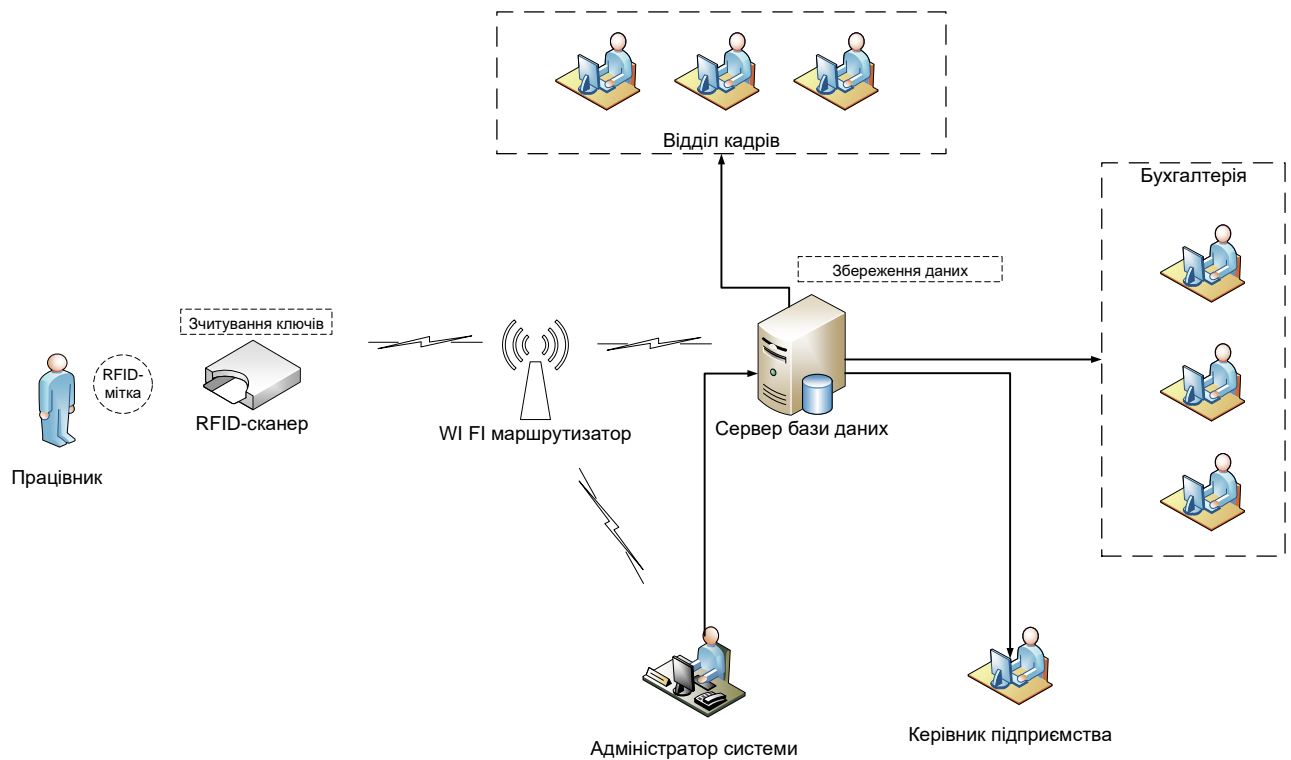 Відділ кадрів
Бухгалтерія
Збереження даних
Зчитування ключів
RFID-
мітка
RFID-сканер
WI FI маршрутизатор
Сервер бази даних
Працівник
Адміністратор системи
Керівник підприємства